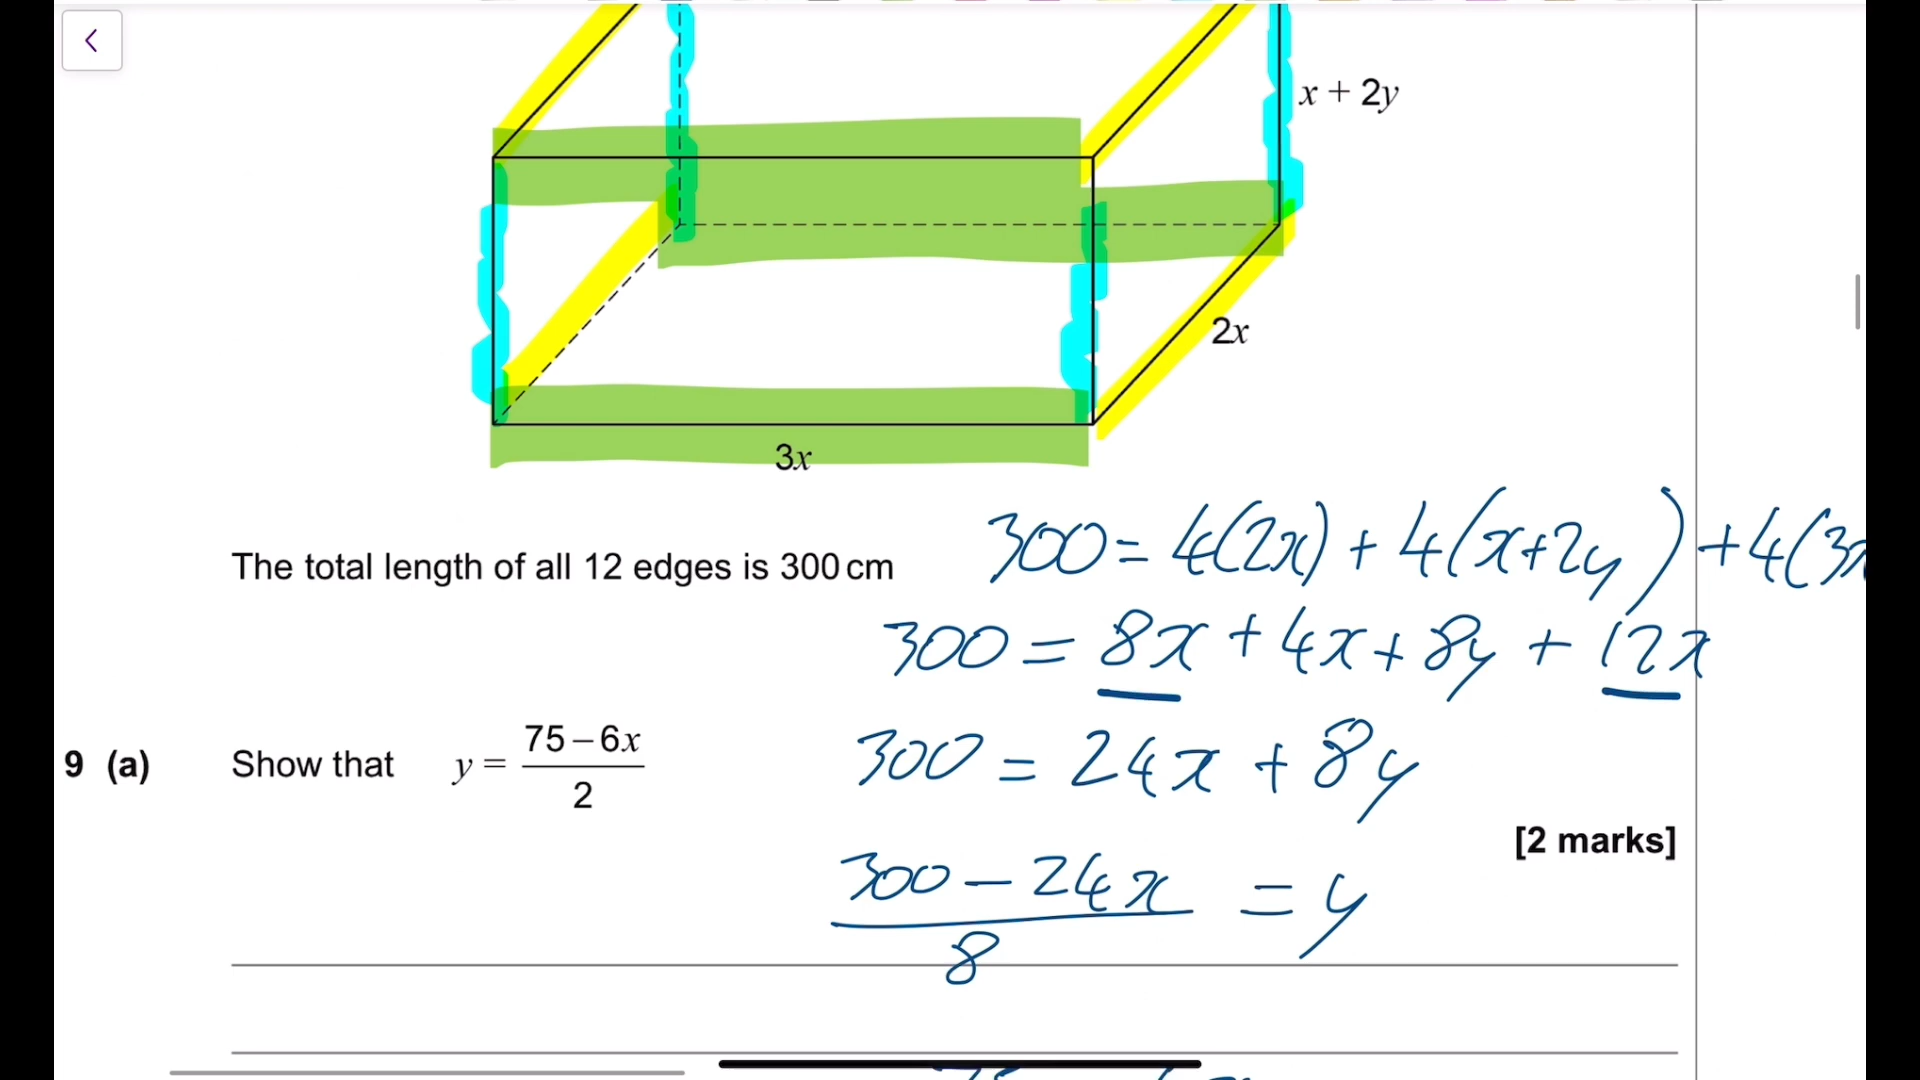 x + 2y
2x
3x
The total length of all 12 edges is 300 cm
300 = 4(2x) + 4(x+2y) + 4(3x
300 = 8x + 4x + 8y + 12x
300 = 24x + 8y
9 (a) Show that y = 75 – 6x / 2
[2 marks]
300 – 24x / 8 = y